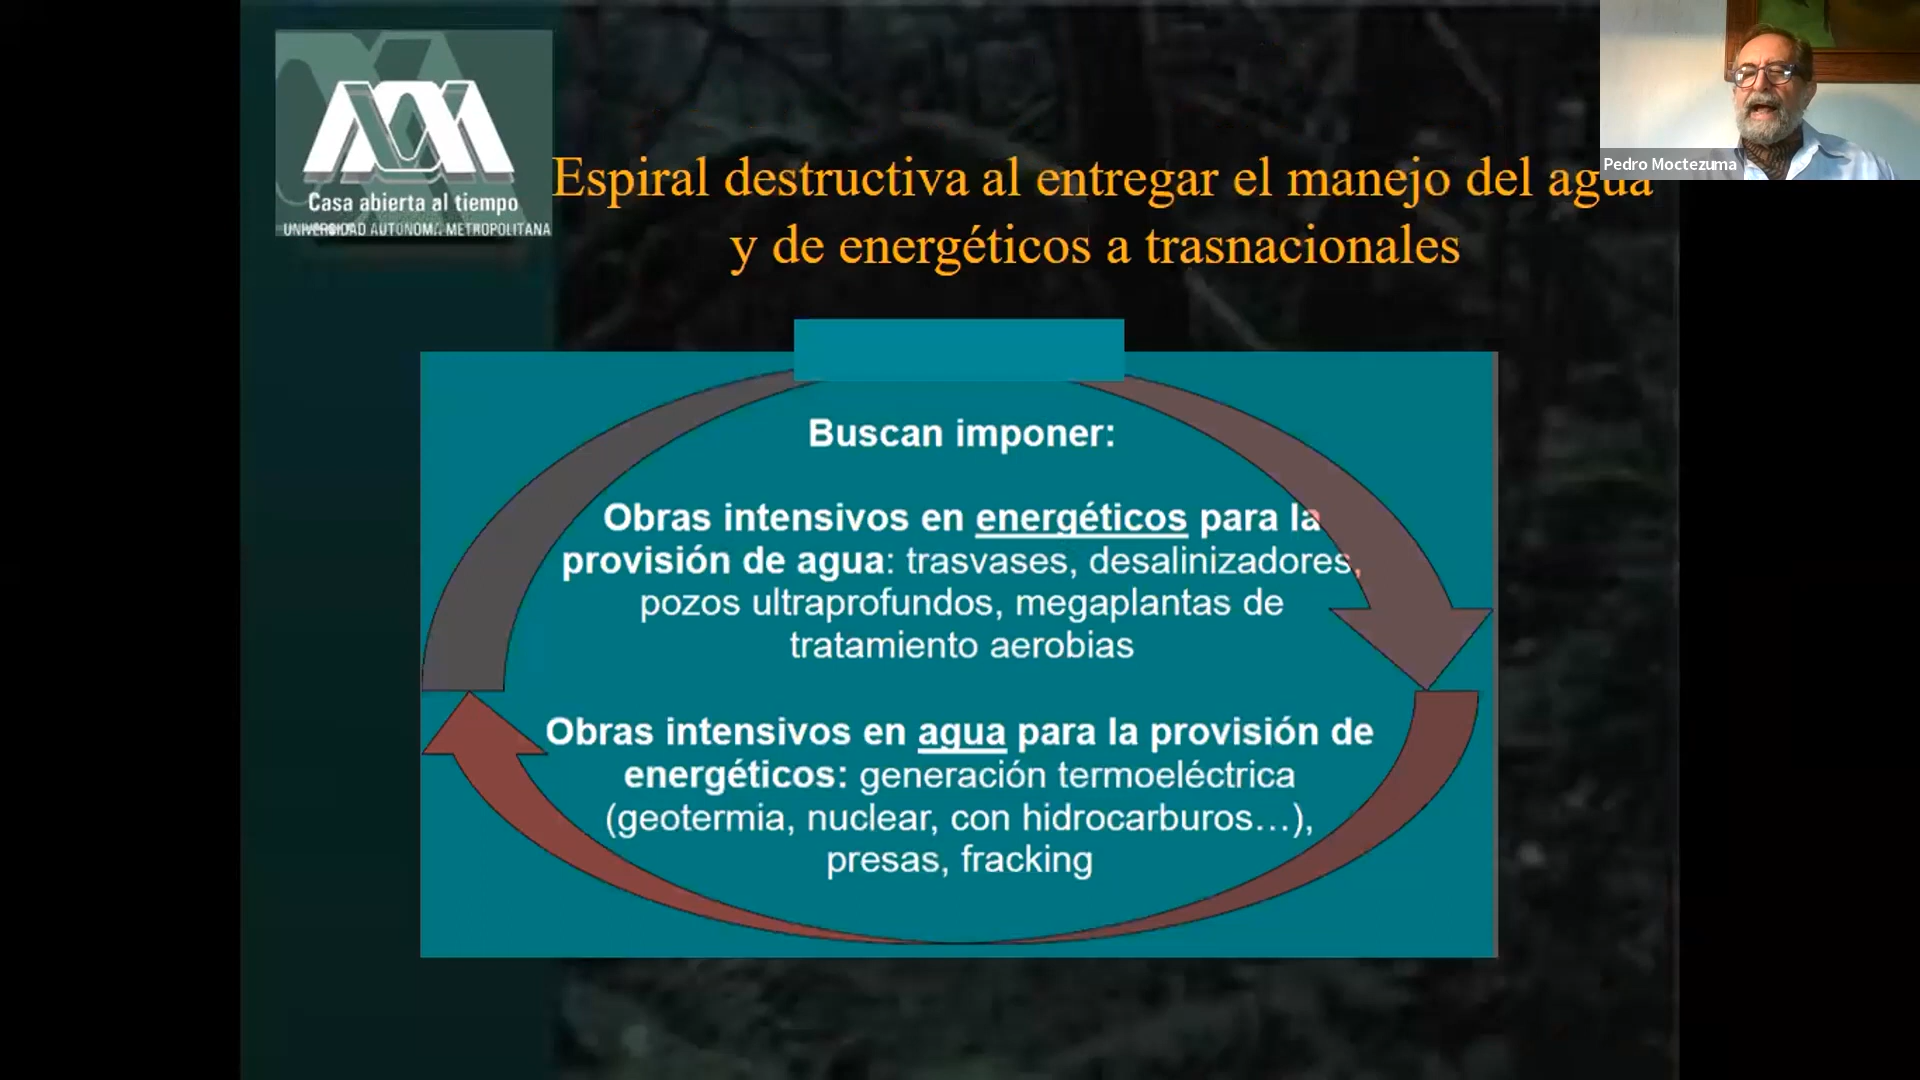 Casa abierta al tiempo
UNIVERSIDAD AUTONOMA METROPOLITANA
Espiral destructiva al entregar el manejo del agua
y de energéticos a trasnacionales
Pedro Moctezuma
Buscan imponer:
Obras intensivos en energéticos para la
provisión de agua: trasvases, desalinizadores,
pozos ultraprofundos, megaplantas de
tratamiento aerobias
Obras intensivos en agua para la provisión de
energéticos: generación termoeléctrica
(geotermia, nuclear, con hidrocarburos…),
presas, fracking